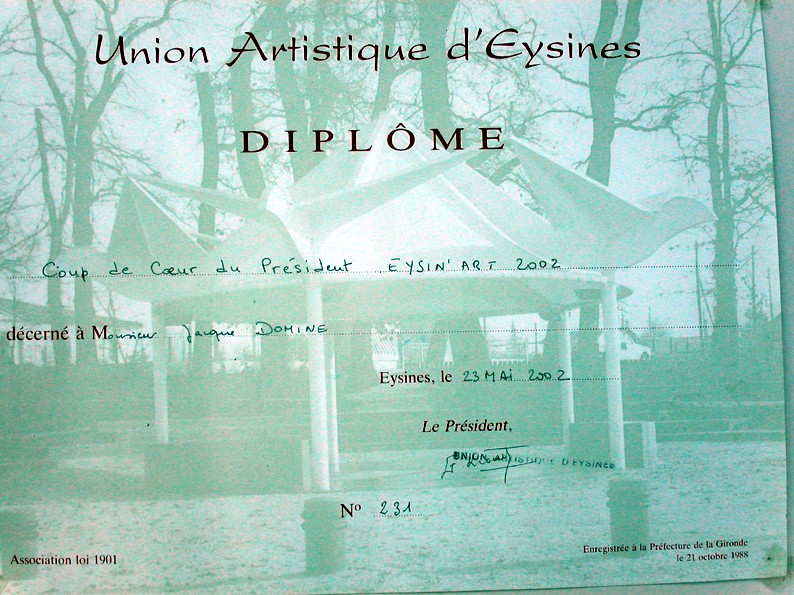 Union Artistique d'Eysines
DIPLÔME
Coup de Cœur du Président EYSIN'ART 2002
décerné à Monsieur Jacques DOMINE
Eysines, le 23 MAI 2002
Le Président,
UNION ARTISTIQUE D'EYSINES
Nº 231
Association loi 1901
Enregistrée à la Préfecture de la Gironde
le 21 octobre 1988